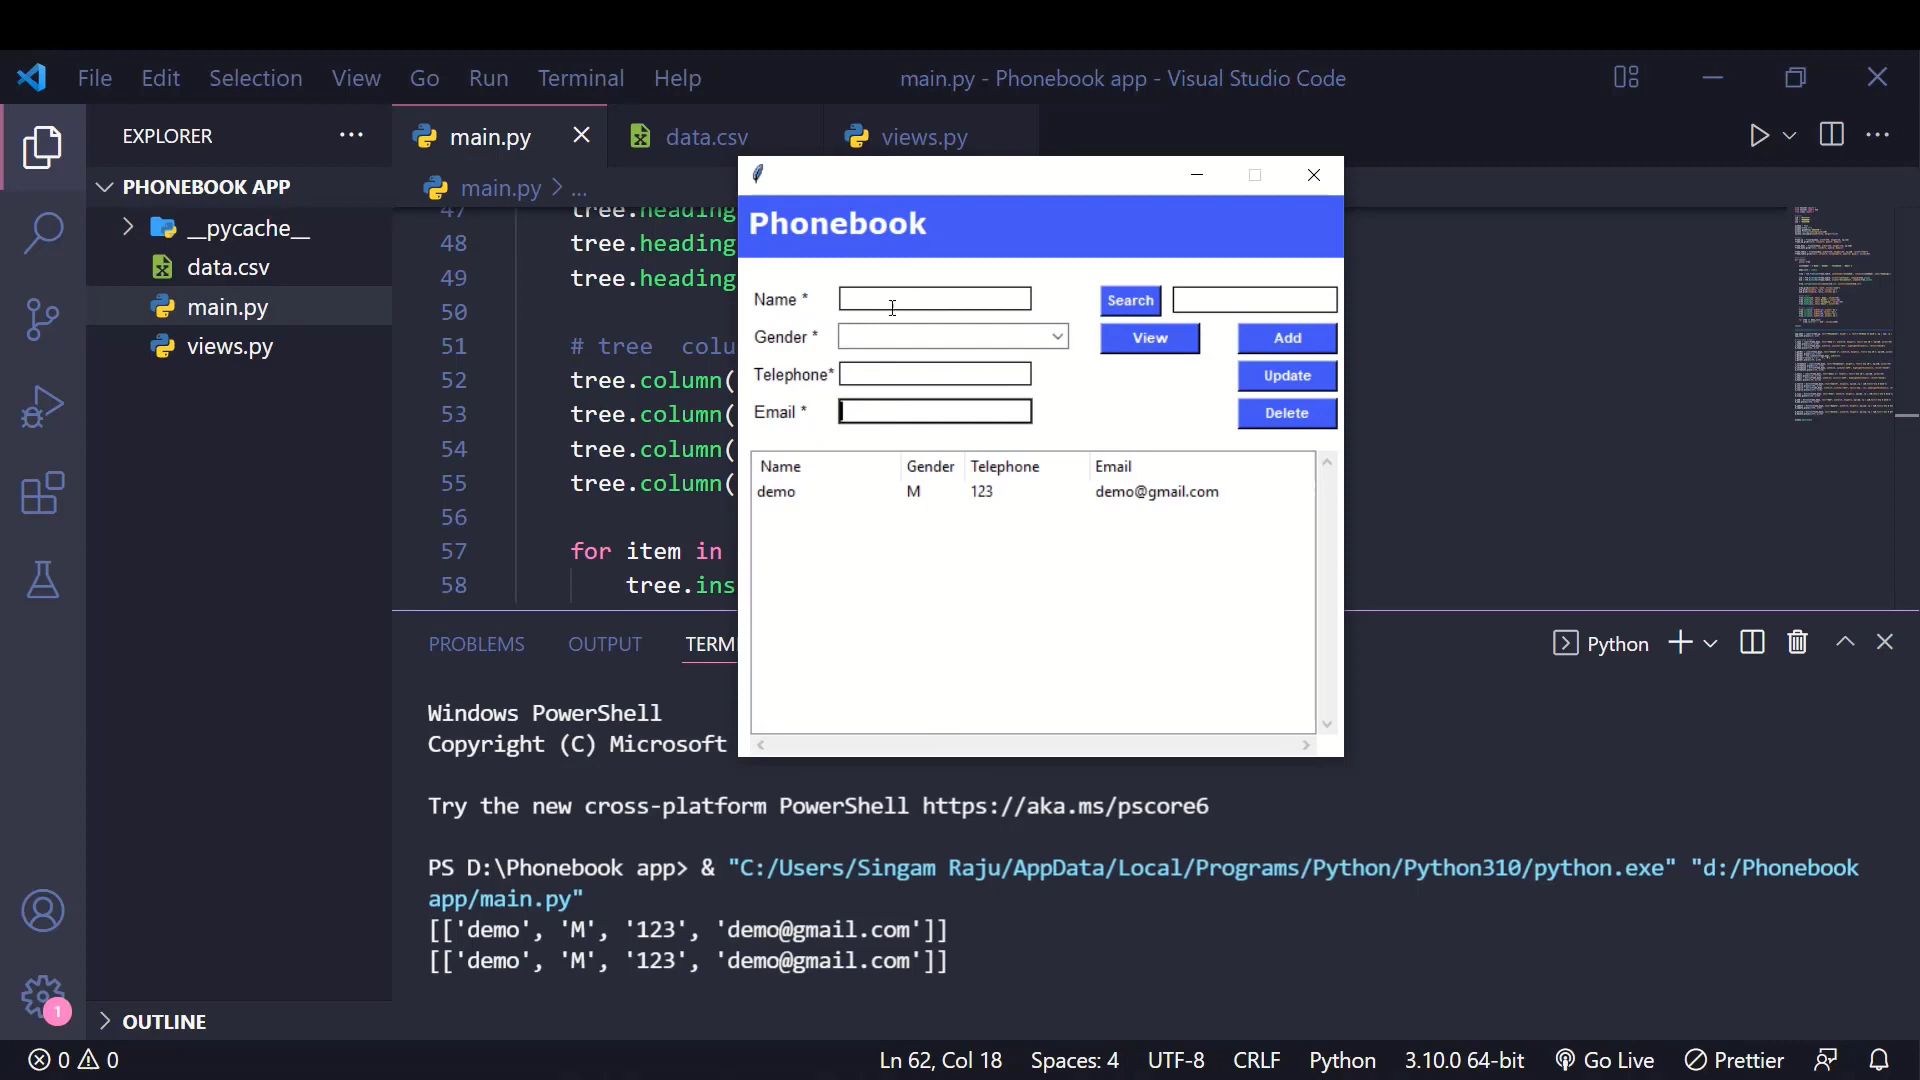 File Edit Selection View Go Run Terminal Help main.py - Phonebook app - Visual Studio Code
EXPLORER
PHONEBOOK APP
__pycache__
data.csv
main.py
views.py
OUTLINE
main.py data.csv views.py
main.py > ...
47 tree.heading
48 tree.heading
49 tree.heading
50
51 # tree colu
52 tree.column(
53 tree.column(
54 tree.column(
55 tree.column(
56
57 for item in
58 tree.ins
Phonebook
Name * Search
Gender * View Add
Telephone* Update
Email * Delete
Name Gender Telephone Email
demo M 123 demo@gmail.com
PROBLEMS OUTPUT TERM Python
Windows PowerShell
Copyright (C) Microsoft
Try the new cross-platform PowerShell https://aka.ms/pscore6
PS D:\Phonebook app> & "C:/Users/Singam Raju/AppData/Local/Programs/Python/Python310/python.exe" "d:/Phonebook
app/main.py"
[['demo', 'M', '123', 'demo@gmail.com']]
[['demo', 'M', '123', 'demo@gmail.com']]
1
0 0 Ln 62, Col 18 Spaces: 4 UTF-8 CRLF Python 3.10.0 64-bit Go Live Prettier